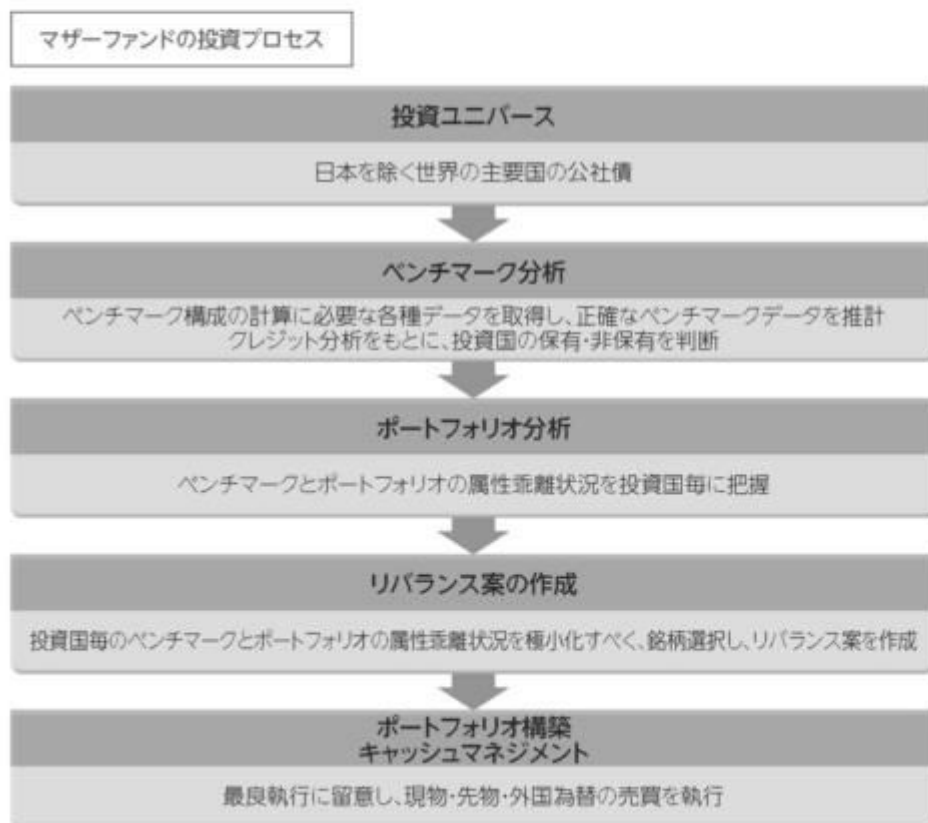 マザーファンドの投資プロセス
投資ユニバース
日本を除く世界の主要国の公社債
ベンチマーク分析
ベンチマーク構成の計算に必要な各種データを取得し、正確なベンチマークデータを推計
クレジット分析をもとに、投資国の保有・非保有を判断
ポートフォリオ分析
ベンチマークとポートフォリオの属性乖離状況を投資国毎に把握
リバランス案の作成
投資国毎のベンチマークとポートフォリオの属性乖離状況を極小化すべく、銘柄選択し、リバランス案を作成
ポートフォリオ構築
キャッシュマネジメント
最良執行に留意し、現物・先物・外国為替の売買を執行